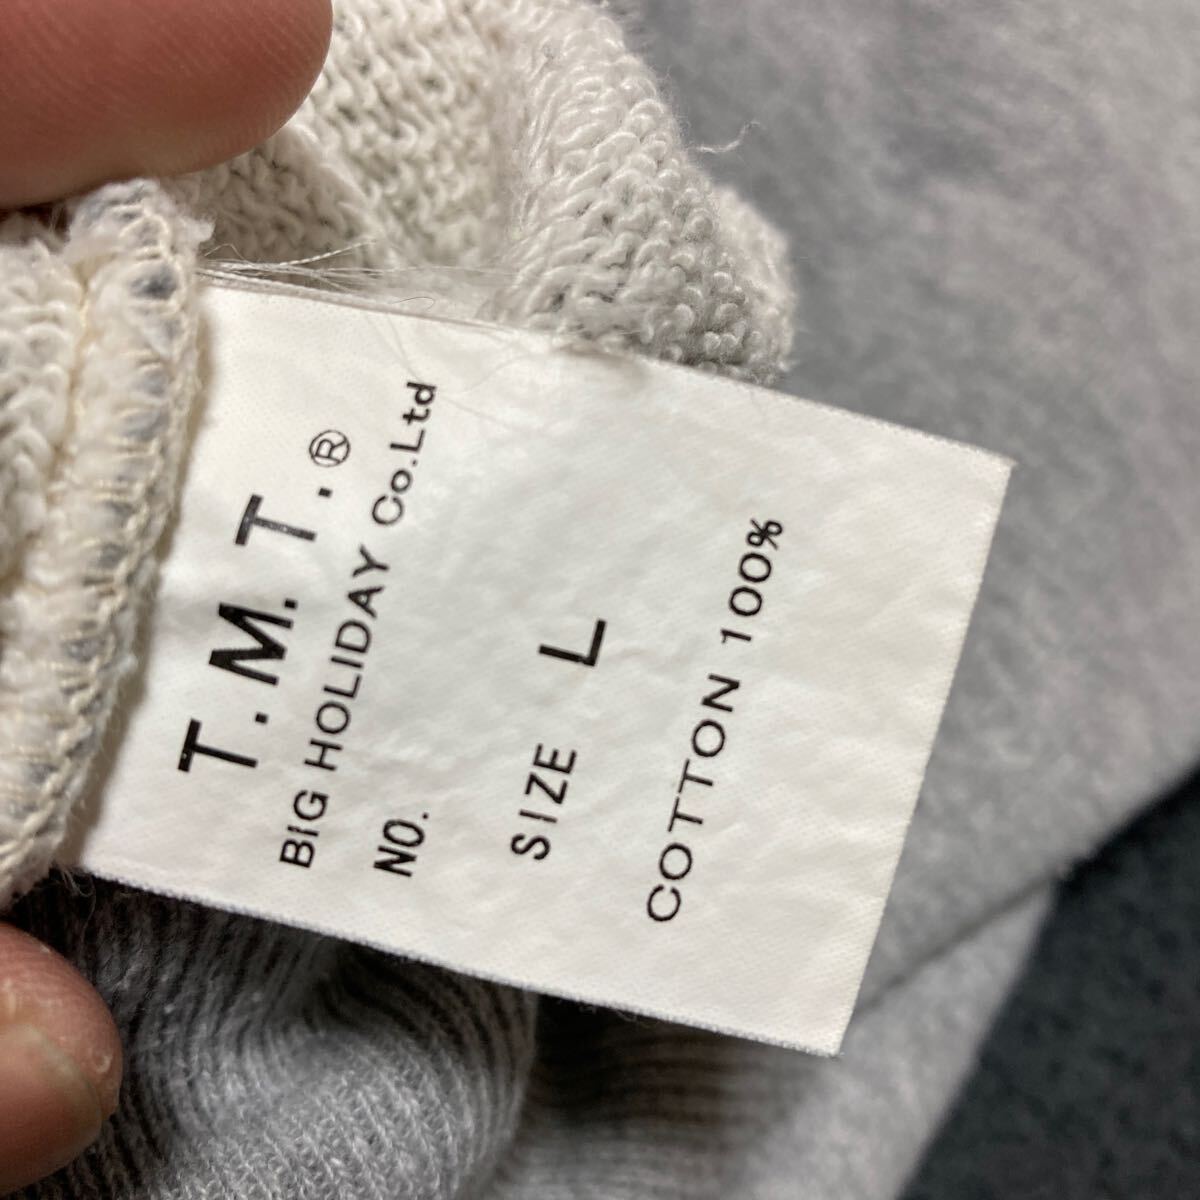 T.M.T.®
BIG HOLIDAY Co.Ltd
NO.
SIZE L
COTTON 100%